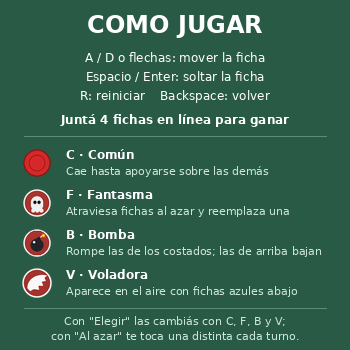 COMO JUGAR
A / D o flechas: mover la ficha
Espacio / Enter: soltar la ficha
R: reiniciar    Backspace: volver
Juntá 4 fichas en línea para ganar
C · Común
Cae hasta apoyarse sobre las demás
F · Fantasma
Atraviesa fichas al azar y reemplaza una
B · Bomba
Rompe las de los costados; las de arriba bajan
V · Voladora
Aparece en el aire con fichas azules abajo
Con "Elegir" las cambiás con C, F, B y V;
con "Al azar" te toca una distinta cada turno.